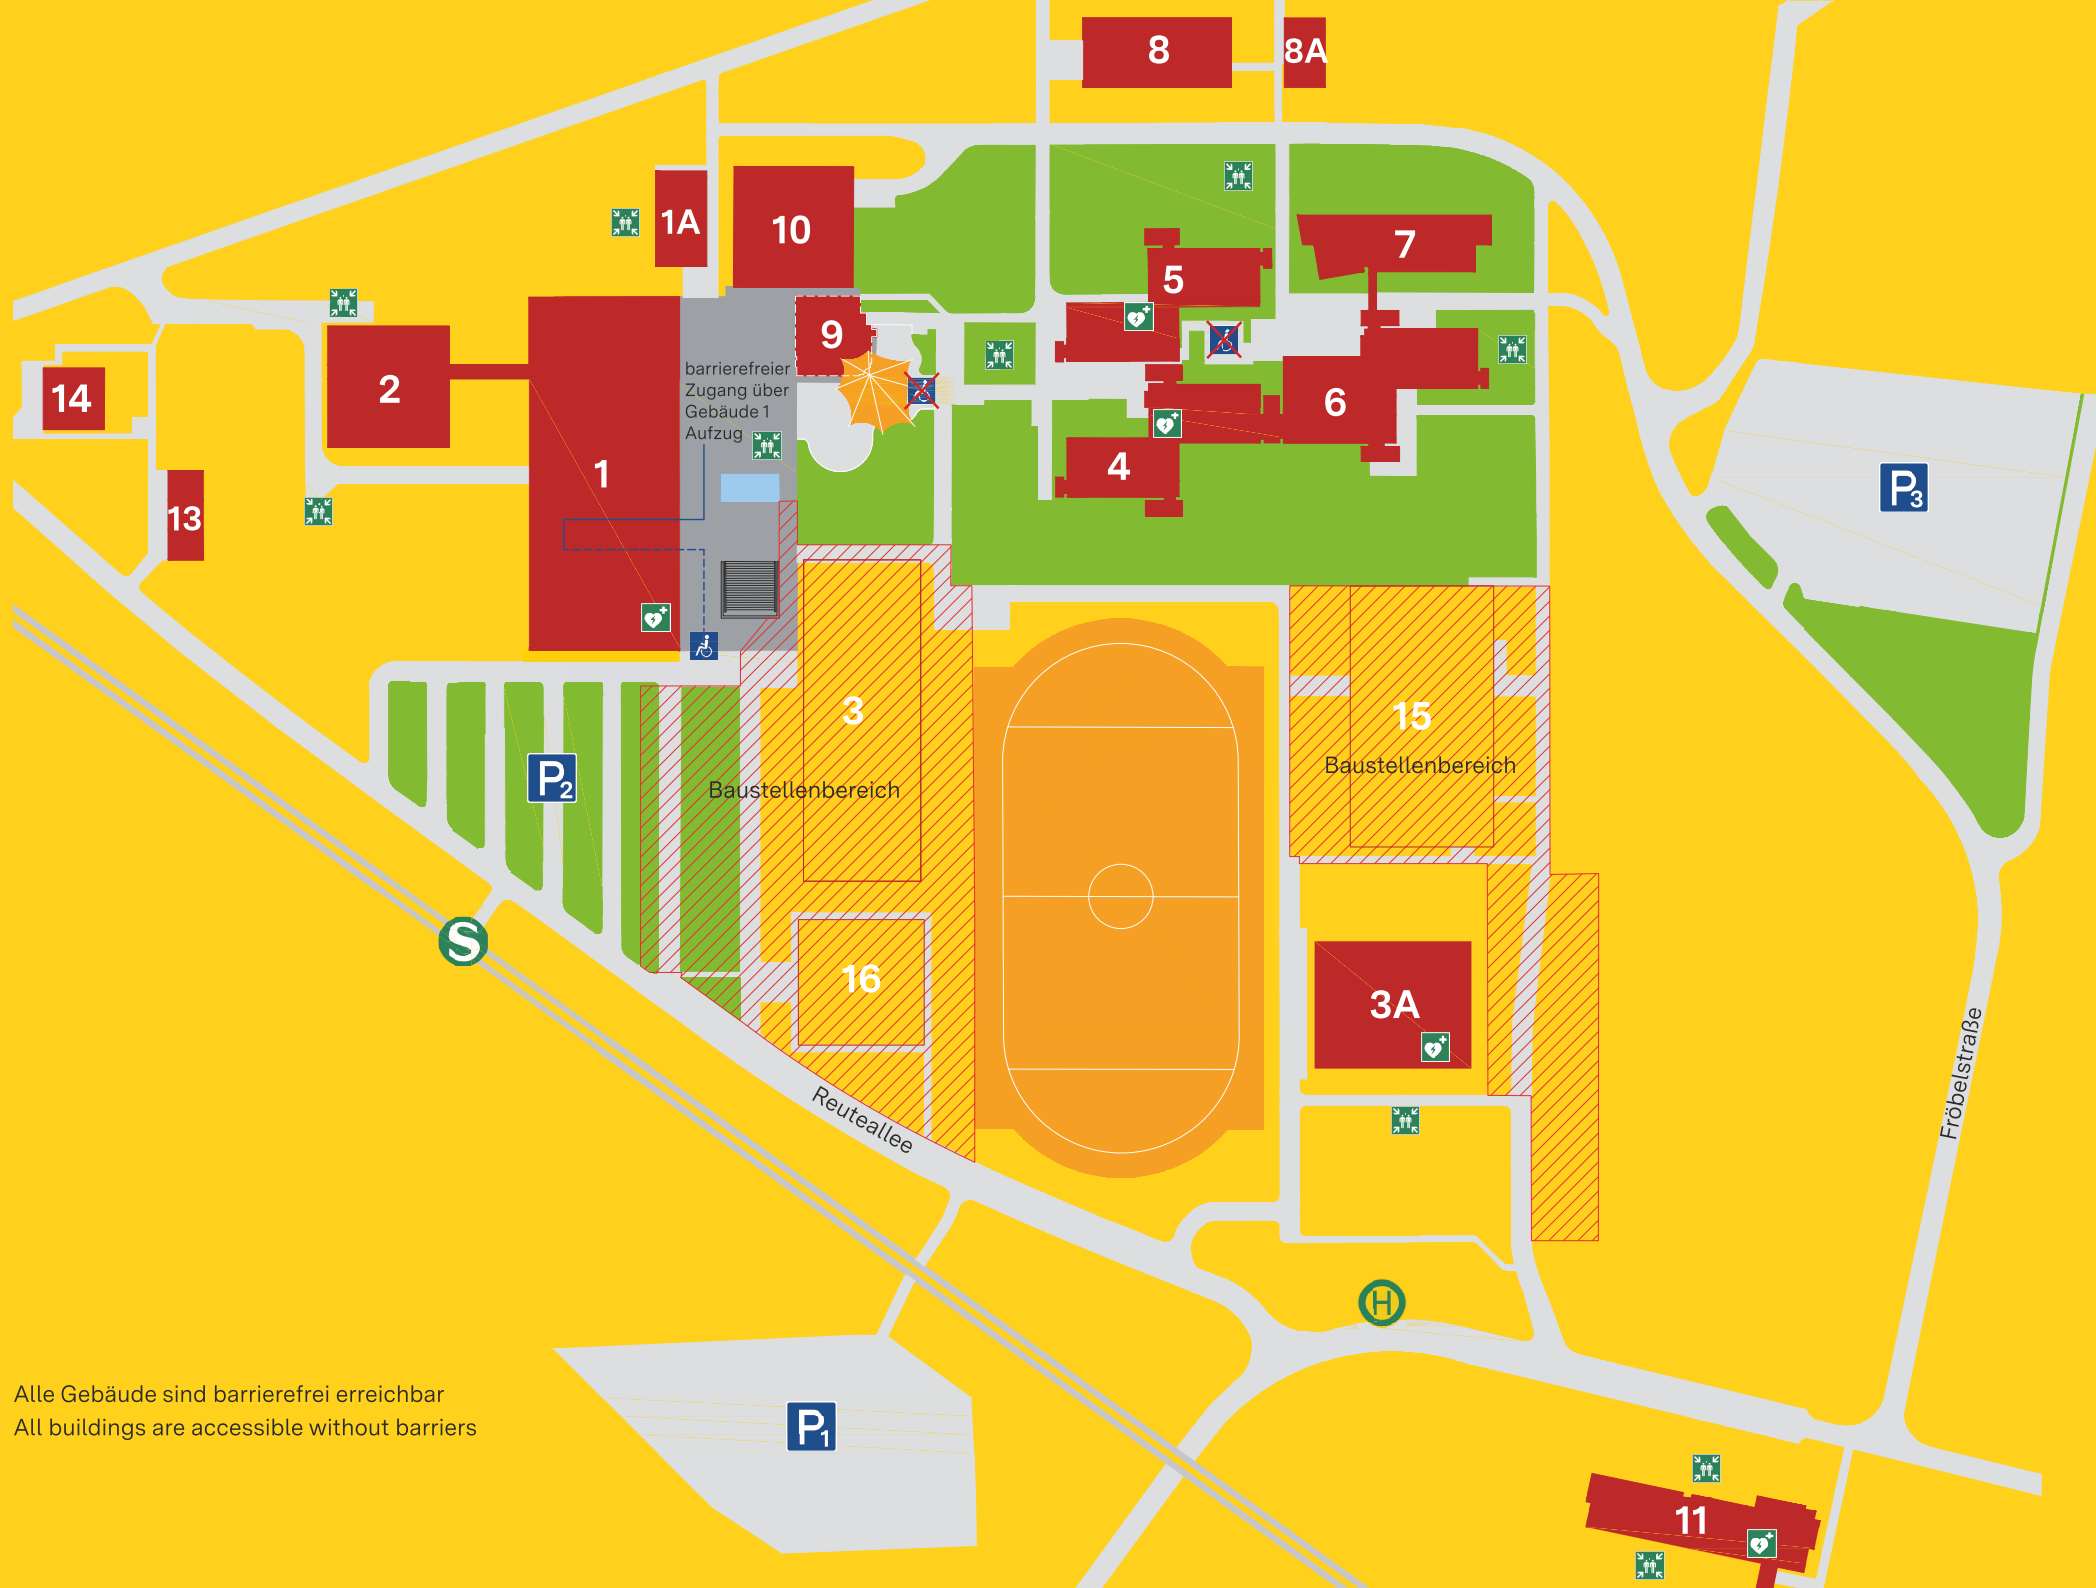 8
8A
1A
10
7
5
9
barrierefreier
Zugang über
Gebäude 1
Aufzug
14
2
6
1
4
P3
13
3
15
Baustellenbereich
P2
Baustellenbereich
S
16
3A
Reuteallee
Fröbelstraße
H
Alle Gebäude sind barrierefrei erreichbar
All buildings are accessible without barriers
P1
11